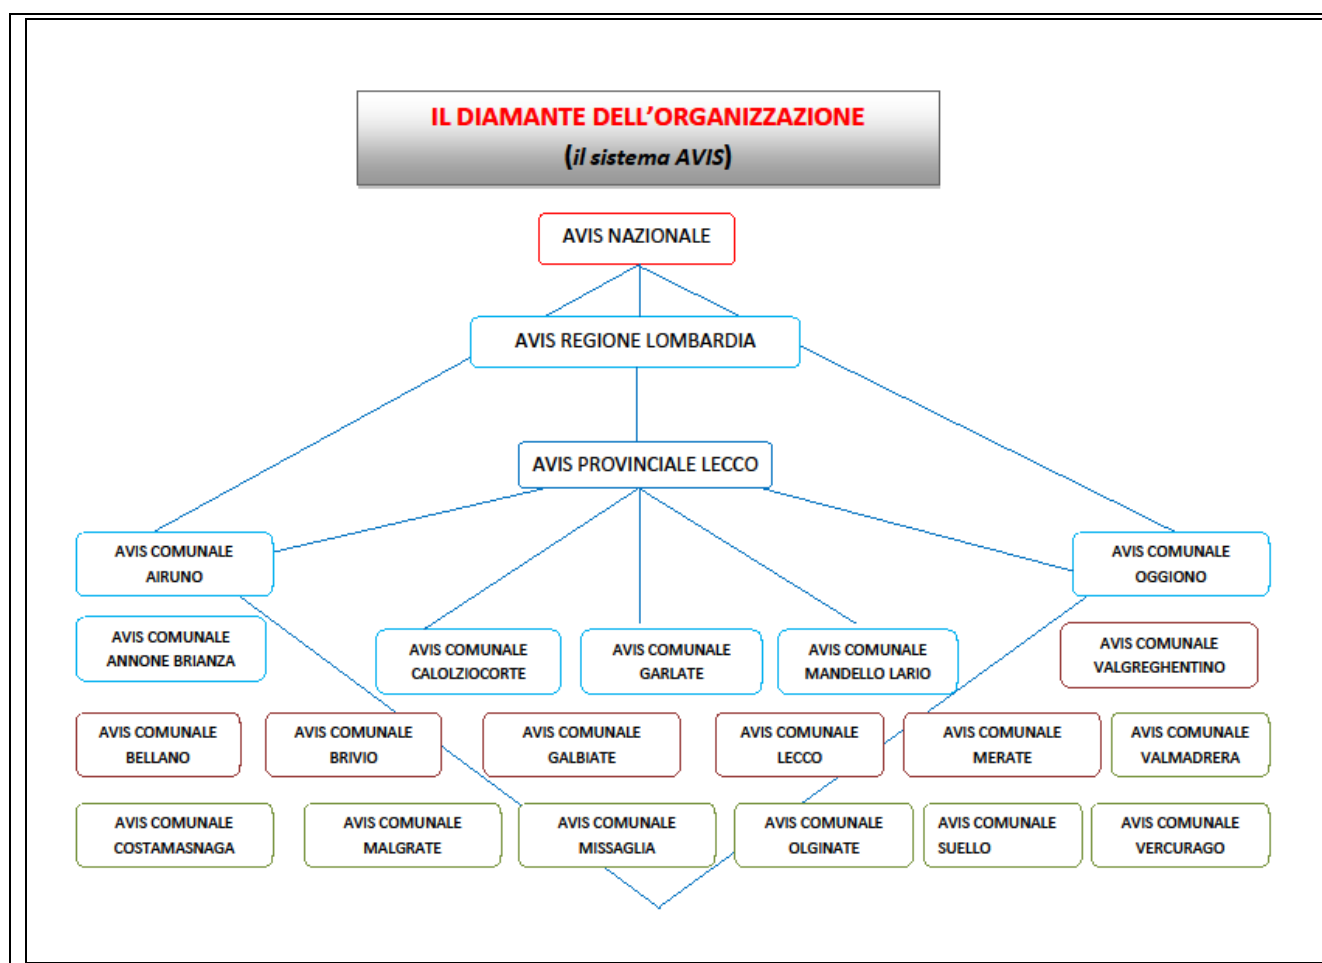 IL DIAMANTE DELL’ORGANIZZAZIONE
(il sistema AVIS)
AVIS NAZIONALE
AVIS REGIONE LOMBARDIA
AVIS PROVINCIALE LECCO
AVIS COMUNALE
AIRUNO
AVIS COMUNALE
OGGIONO
AVIS COMUNALE
ANNONE BRIANZA
AVIS COMUNALE
CALOLZIOCORTE
AVIS COMUNALE
GARLATE
AVIS COMUNALE
MANDELLO LARIO
AVIS COMUNALE
VALGREGHENTINO
AVIS COMUNALE
BELLANO
AVIS COMUNALE
BRIVIO
AVIS COMUNALE
GALBIATE
AVIS COMUNALE
LECCO
AVIS COMUNALE
MERATE
AVIS COMUNALE
VALMADRERA
AVIS COMUNALE
COSTAMASNAGA
AVIS COMUNALE
MALGRATE
AVIS COMUNALE
MISSAGLIA
AVIS COMUNALE
OLGINATE
AVIS COMUNALE
SUELLO
AVIS COMUNALE
VERCURAGO